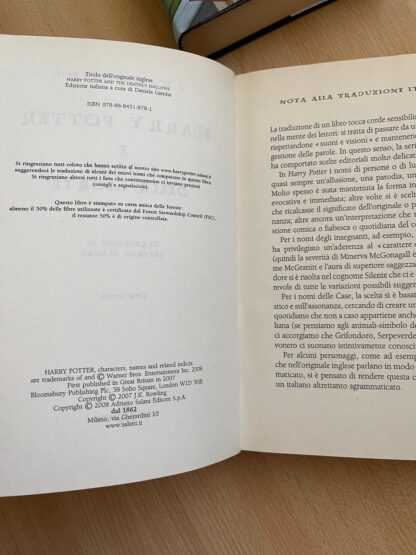 Titolo dell'originale inglese
HARRY POTTER AND THE DEATHLY HALLOWS
Edizione italiana a cura di Daniela Gamba
ISBN 978-88-8451-878-1
Si ringraziano tutti coloro che hanno scritto al nostro sito www.harrypotter.salani.it
suggerendoci le traduzioni di alcuni dei nuovi nomi che compaiono in questo libro.
Si ringraziano altresì tutti i fans che continuamente ci inviano preziosi
consigli e segnalazioni.
Questo libro è stampato su carta amica delle foreste:
almeno il 50% delle fibre utilizzate è certificata dal Forest Stewardship Council (FSC),
il restante 50% è di origine controllata.
HARRY POTTER, characters, names and related indicia
are trademarks of and © Warner Bros. Entertainment Inc. 2008
First published in Great Britain in 2007
Bloomsbury Publishing Plc, 38 Soho Square, London W1D 3HB
Copyright © 2007 J.K. Rowling
Copyright © 2008 Adriano Salani Editore S.p.A.
dal 1862
Milano, via Gherardini 10
www.salani.it
NOTA ALLA TRADUZIONE IT
La traduzione di un libro tocca corde sensibilis
nella mente dei lettori: si tratta di passare da u
rispettandone « suoni e visioni » e mantenend
gestione delle parole. In questo senso, la serie
ha comportato scelte editoriali molto delicat
In Harry Potter i nomi di persone o di lu
quasi sempre un'allusione, una parodia, u
Molto spesso è stata mantenuta la forma in
evocativa e immediata; altre volte si è scelt
che ricalcasse il significato dell'originale o p
nanza; altre ancora un'interpretazione che
stione comica o fiabesca o quotidiana del
Per i nomi degli insegnanti, ad esempio,
ha privilegiato un'aderenza al « carattere »
(quindi la severità di Minerva McGonagall è
me McGranitt e l'aura di superiore saggezza
dore si è risolta nel cognome Silente che ci
de tutte le variazioni possibili sugge
Per i nomi delle Case, la scelta si è basat
stico e sull'assonanza, cercando di creare un
quotidiano che non a caso appartiene anch
liana (se pensiamo agli animali-simbolo de
ci accorgiamo che Grifondoro, Serpeverde
vonero ci suonano istintivamente conosci
Per alcuni personaggi, come ad esemp
che nell'originale inglese parlano in modo
maticato, si è pensato di rendere questa c
un italiano altrettanto sgrammaticato.